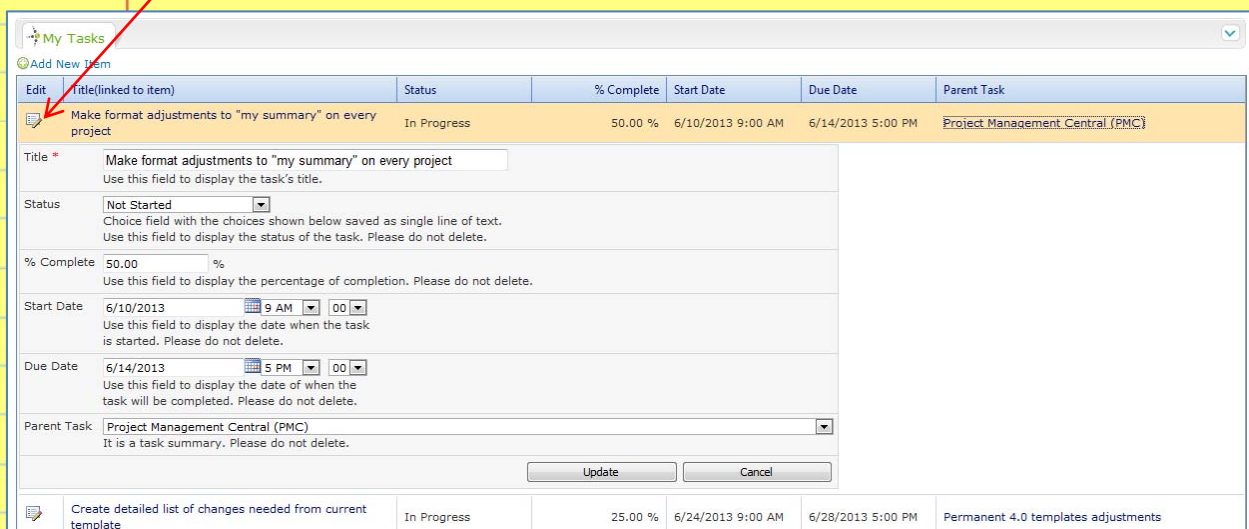 My Tasks
Add New Item
Edit Title(linked to item) Status % Complete Start Date Due Date Parent Task
Make format adjustments to "my summary" on every
project
In Progress 50.00 % 6/10/2013 9:00 AM 6/14/2013 5:00 PM Project Management Central (PMC)
Title * Make format adjustments to "my summary" on every project
Use this field to display the task's title.
Status Not Started
Choice field with the choices shown below saved as single line of text.
Use this field to display the status of the task. Please do not delete.
% Complete 50.00 %
Use this field to display the percentage of completion. Please do not delete.
Start Date 6/10/2013 9 AM 00
Use this field to display the date when the task
is started. Please do not delete.
Due Date 6/14/2013 5 PM 00
Use this field to display the date of when the
task will be completed. Please do not delete.
Parent Task Project Management Central (PMC)
It is a task summary. Please do not delete.
Update Cancel
Create detailed list of changes needed from current
template
In Progress 25.00 % 6/24/2013 9:00 AM 6/28/2013 5:00 PM Permanent 4.0 templates adjustments